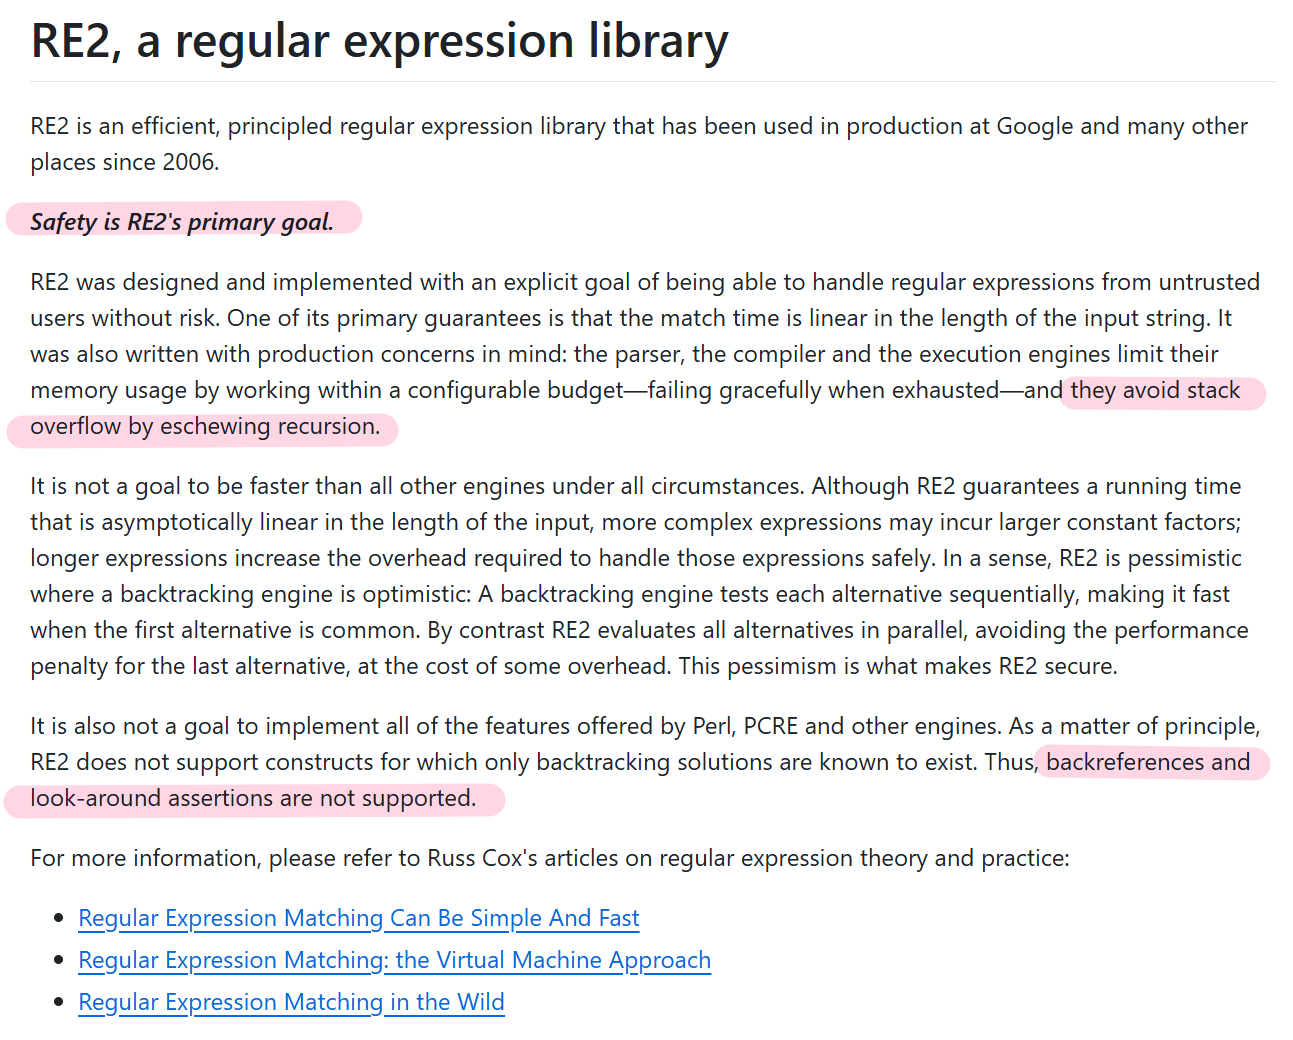 RE2, a regular expression library
RE2 is an efficient, principled regular expression library that has been used in production at Google and many other
places since 2006.
Safety is RE2's primary goal.
RE2 was designed and implemented with an explicit goal of being able to handle regular expressions from untrusted
users without risk. One of its primary guarantees is that the match time is linear in the length of the input string. It
was also written with production concerns in mind: the parser, the compiler and the execution engines limit their
memory usage by working within a configurable budget—failing gracefully when exhausted—and they avoid stack
overflow by eschewing recursion.
It is not a goal to be faster than all other engines under all circumstances. Although RE2 guarantees a running time
that is asymptotically linear in the length of the input, more complex expressions may incur larger constant factors;
longer expressions increase the overhead required to handle those expressions safely. In a sense, RE2 is pessimistic
where a backtracking engine is optimistic: A backtracking engine tests each alternative sequentially, making it fast
when the first alternative is common. By contrast RE2 evaluates all alternatives in parallel, avoiding the performance
penalty for the last alternative, at the cost of some overhead. This pessimism is what makes RE2 secure.
It is also not a goal to implement all of the features offered by Perl, PCRE and other engines. As a matter of principle,
RE2 does not support constructs for which only backtracking solutions are known to exist. Thus, backreferences and
look-around assertions are not supported.
For more information, please refer to Russ Cox's articles on regular expression theory and practice:
• Regular Expression Matching Can Be Simple And Fast
• Regular Expression Matching: the Virtual Machine Approach
• Regular Expression Matching in the Wild